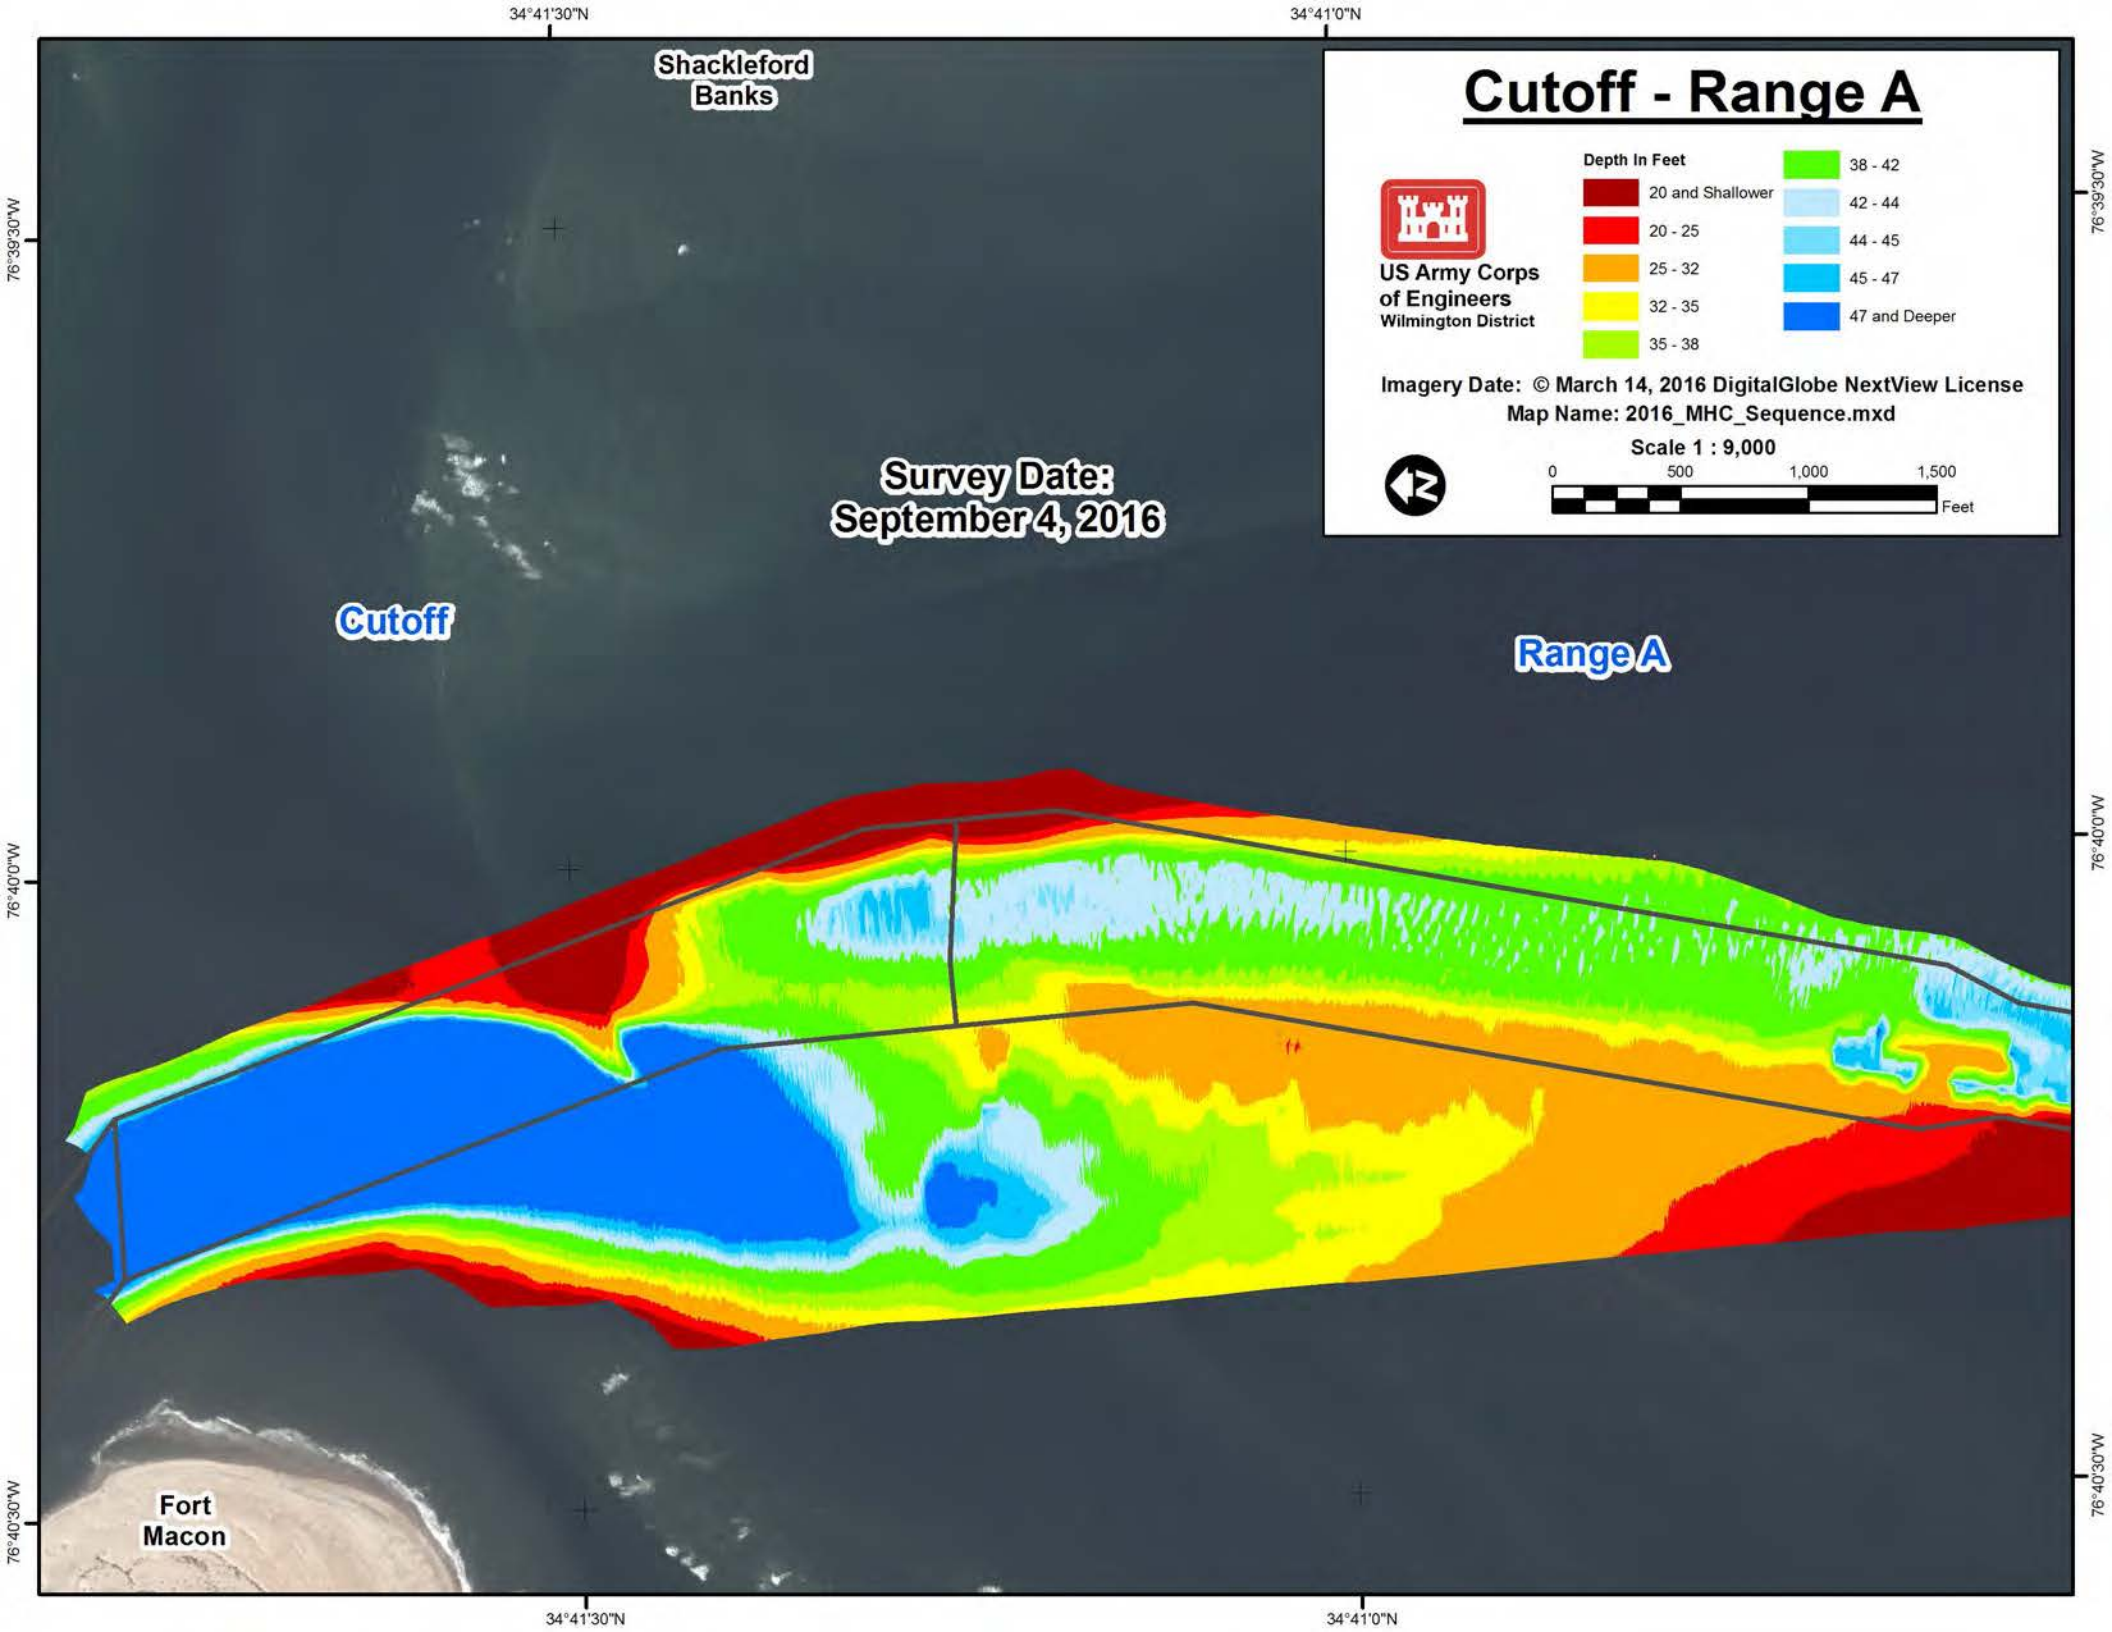 34°41'30"N
34°41'0"N
Shackleford
Banks
Cutoff - Range A
Depth In Feet
20 and Shallower
20 - 25
25 - 32
32 - 35
35 - 38
38 - 42
42 - 44
44 - 45
45 - 47
47 and Deeper
US Army Corps
of Engineers
Wilmington District
Imagery Date: © March 14, 2016 DigitalGlobe NextView License
Map Name: 2016_MHC_Sequence.mxd
Scale 1 : 9,000
N
0 500 1,000 1,500
Feet
76°39'30"W
76°39'30"W
Survey Date:
September 4, 2016
Cutoff
Range A
76°40'0"W
76°40'0"W
Fort
Macon
76°40'30"W
76°40'30"W
34°41'30"N
34°41'0"N